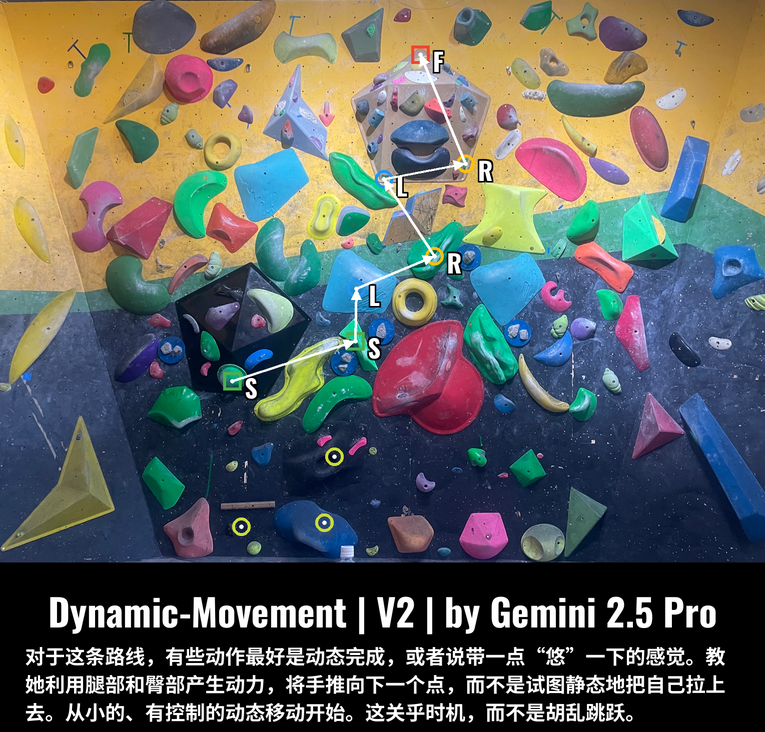 F
R
L
R
L
S
S
Dynamic-Movement | V2 | by Gemini 2.5 Pro
对于这条路线，有些动作最好是动态完成，或者说带一点“悠”一下的感觉。教
她利用腿部和臀部产生动力，将手推向下一个点，而不是试图静态地把自己拉上
去。从小的、有控制的动态移动开始。这关乎时机，而不是胡乱跳跃。